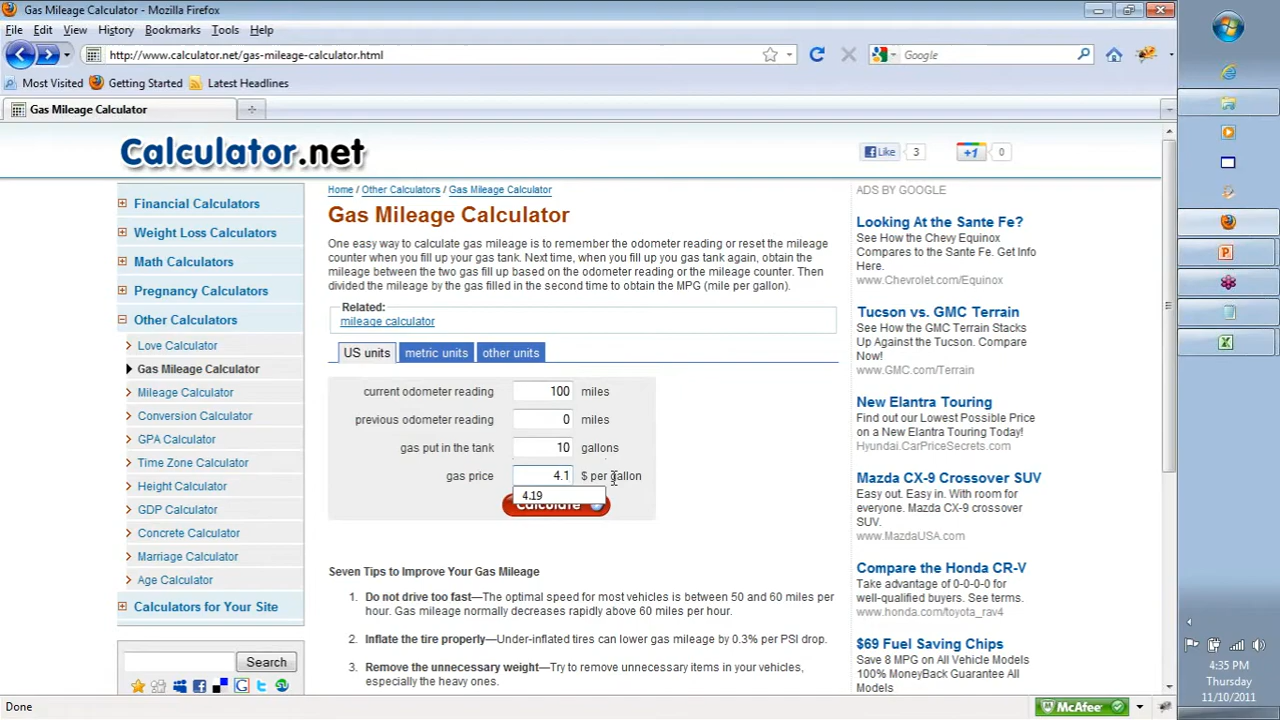 Gas Mileage Calculator - Mozilla Firefox
File Edit View History Bookmarks Tools Help
http://www.calculator.net/gas-mileage-calculator.html
Google
Most Visited Getting Started Latest Headlines
Gas Mileage Calculator
Calculator.net
Like 3 +1 0
Financial Calculators
Weight Loss Calculators
Math Calculators
Pregnancy Calculators
Other Calculators
Love Calculator
Gas Mileage Calculator
Mileage Calculator
Conversion Calculator
GPA Calculator
Time Zone Calculator
Height Calculator
GDP Calculator
Concrete Calculator
Marriage Calculator
Age Calculator
Calculators for Your Site
Search
Home / Other Calculators / Gas Mileage Calculator
Gas Mileage Calculator
One easy way to calculate gas mileage is to remember the odometer reading or reset the mileage
counter when you fill up your gas tank. Next time, when you fill up you gas tank again, obtain the
mileage between the two gas fill up based on the odometer reading or the mileage counter. Then
divided the mileage by the gas filled in the second time to obtain the MPG (mile per gallon).
Related:
mileage calculator
US units metric units other units
current odometer reading 100 miles
previous odometer reading 0 miles
gas put in the tank 10 gallons
gas price 4.1 $ per gallon
4.19
Calculate
Seven Tips to Improve Your Gas Mileage
1. Do not drive too fast—The optimal speed for most vehicles is between 50 and 60 miles per
hour. Gas mileage normally decreases rapidly above 60 miles per hour.
2. Inflate the tire properly—Under-inflated tires can lower gas mileage by 0.3% per PSI drop.
3. Remove the unnecessary weight—Try to remove unnecessary items in your vehicles,
especially the heavy ones.
ADS BY GOOGLE
Looking At the Sante Fe?
See How the Chevy Equinox
Compares to the Sante Fe. Get Info
Here.
www.Chevrolet.com/Equinox
Tucson vs. GMC Terrain
See How the GMC Terrain Stacks
Up Against the Tucson. Compare
Now!
www.GMC.com/Terrain
New Elantra Touring
Find out our Lowest Possible Price
on a New Elantra Touring Today!
Hyundai.CarPriceSecrets.com
Mazda CX-9 Crossover SUV
Easy out. Easy in. With room for
everyone. Mazda CX-9 crossover
SUV.
www.MazdaUSA.com
Compare the Honda CR-V
Take advantage of 0-0-0-0 for
well-qualified buyers. See terms.
www.honda.com/toyota_rav4
$69 Fuel Saving Chips
Save 8 MPG on All Vehicle Models
100% MoneyBack Guarantee All
Models
Done
McAfee
4:35 PM
Thursday
11/10/2011